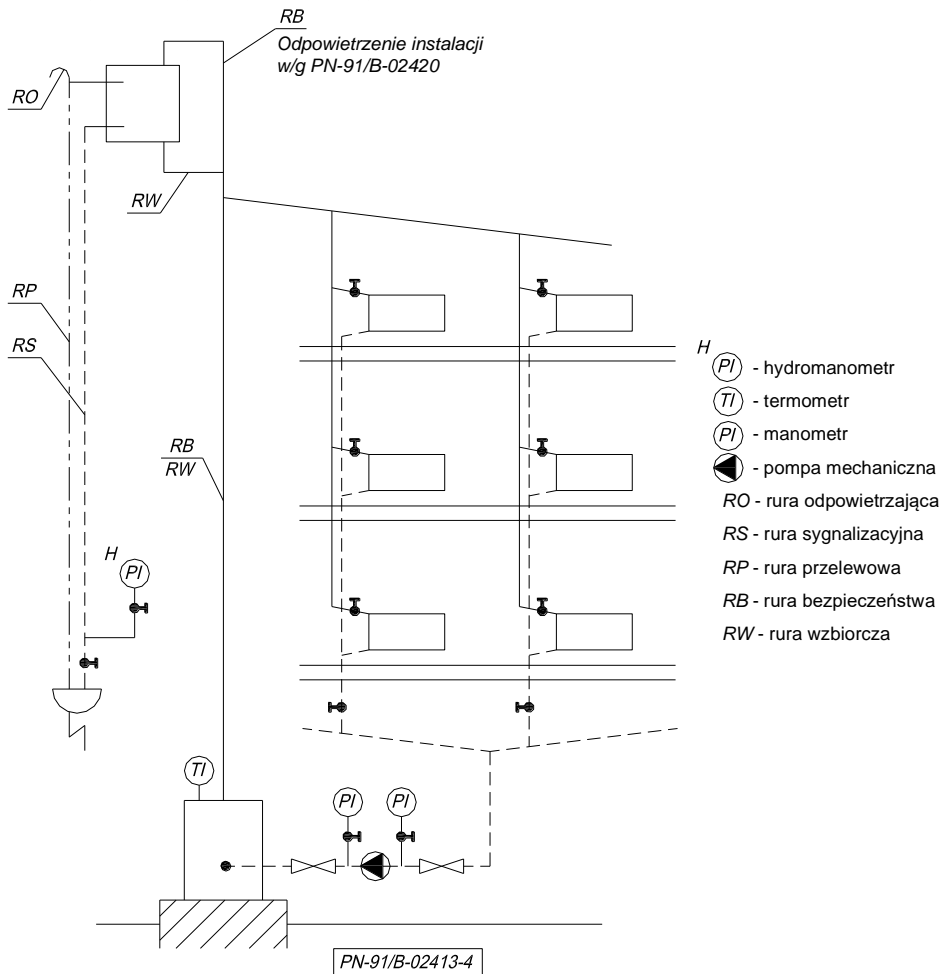 RB
Odpowietrzenie instalacji
w/g PN-91/B-02420
RO
RW
RP
RS
RB
RW
H
PI
H
PI - hydromanometr
TI - termometr
PI - manometr
- pompa mechaniczna
RO - rura odpowietrzająca
RS - rura sygnalizacyjna
RP - rura przelewowa
RB - rura bezpieczeństwa
RW - rura wzbiorcza
TI
PI
PI
PN-91/B-02413-4